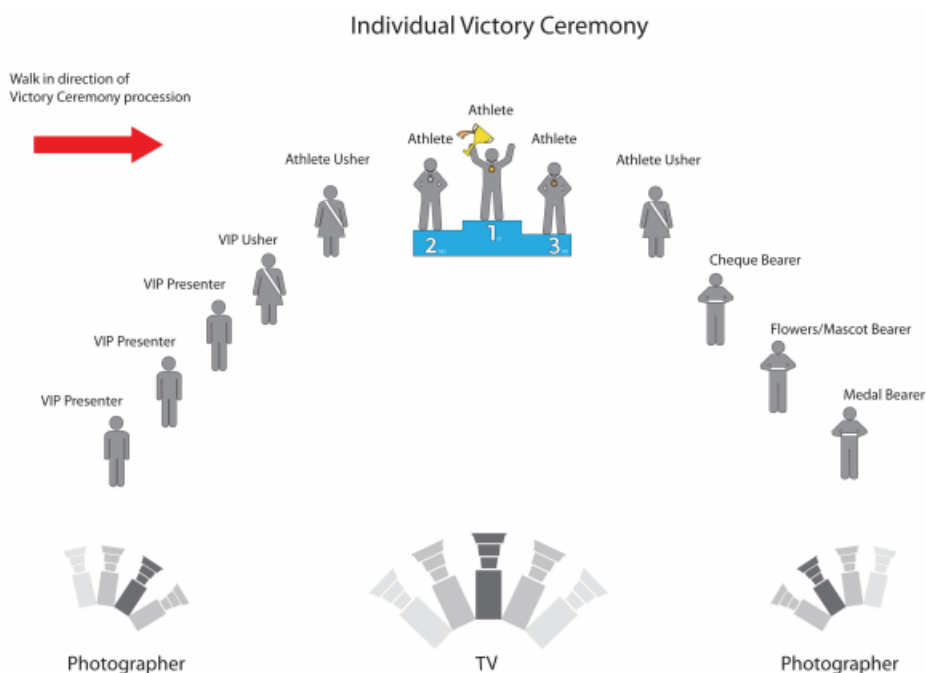 Individual Victory Ceremony
Walk in direction of
Victory Ceremony procession
Athlete
Athlete
Athlete
Athlete Usher
Athlete Usher
1
2
3
VIP Usher
Cheque Bearer
VIP Presenter
Flowers/Mascot Bearer
VIP Presenter
Medal Bearer
VIP Presenter
Photographer
TV
Photographer